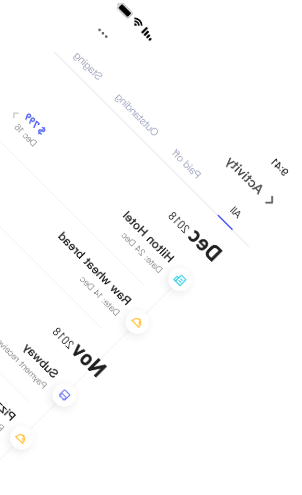 9:41
Activity
All
Paid off
Outstanding
Staging
Dec 2018
Hilton Hotel
Date: 24 Dec
$ 799
Dec 16
Raw wheat bread
Date: 14 Dec
Nov 2018
Subway
Payment receive
Pizz